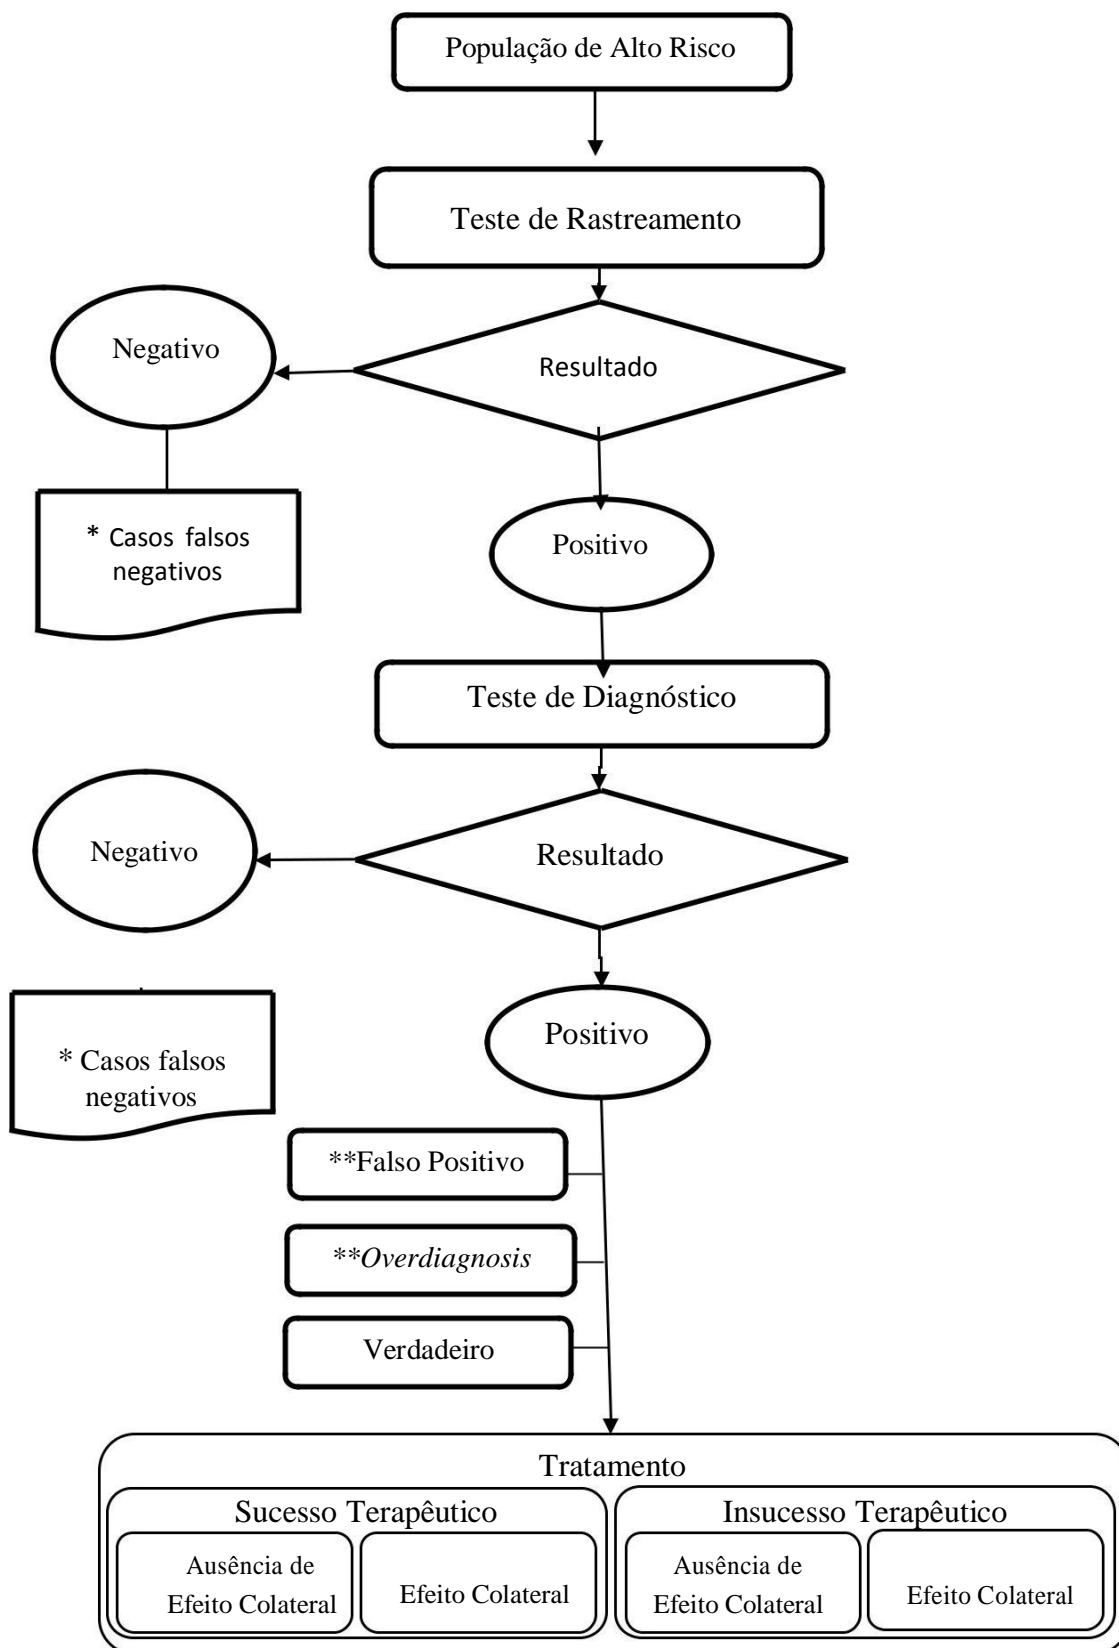 População de Alto Risco
Teste de Rastreamento
Negativo
Resultado
* Casos falsos
negativos
Positivo
Teste de Diagnóstico
Negativo
Resultado
Positivo
* Casos falsos
negativos
**Falso Positivo
**Overdiagnosis
Verdadeiro
Tratamento
Sucesso Terapêutico
Ausência de
Efeito Colateral
Efeito Colateral
Insucesso Terapêutico
Ausência de
Efeito Colateral
Efeito Colateral